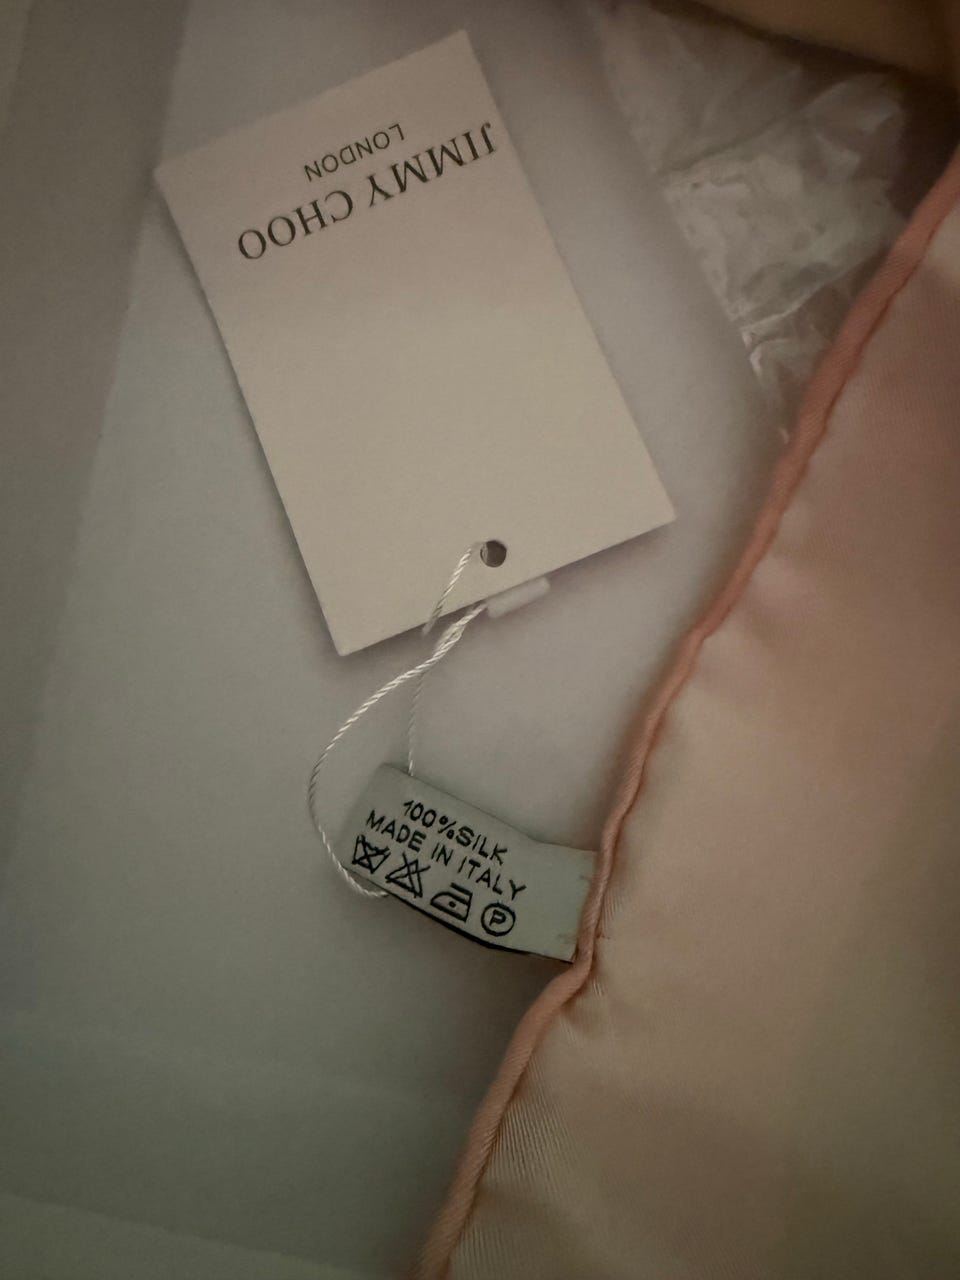 JIMMY CHOO
LONDON
100%SILK
MADE IN ITALY
P